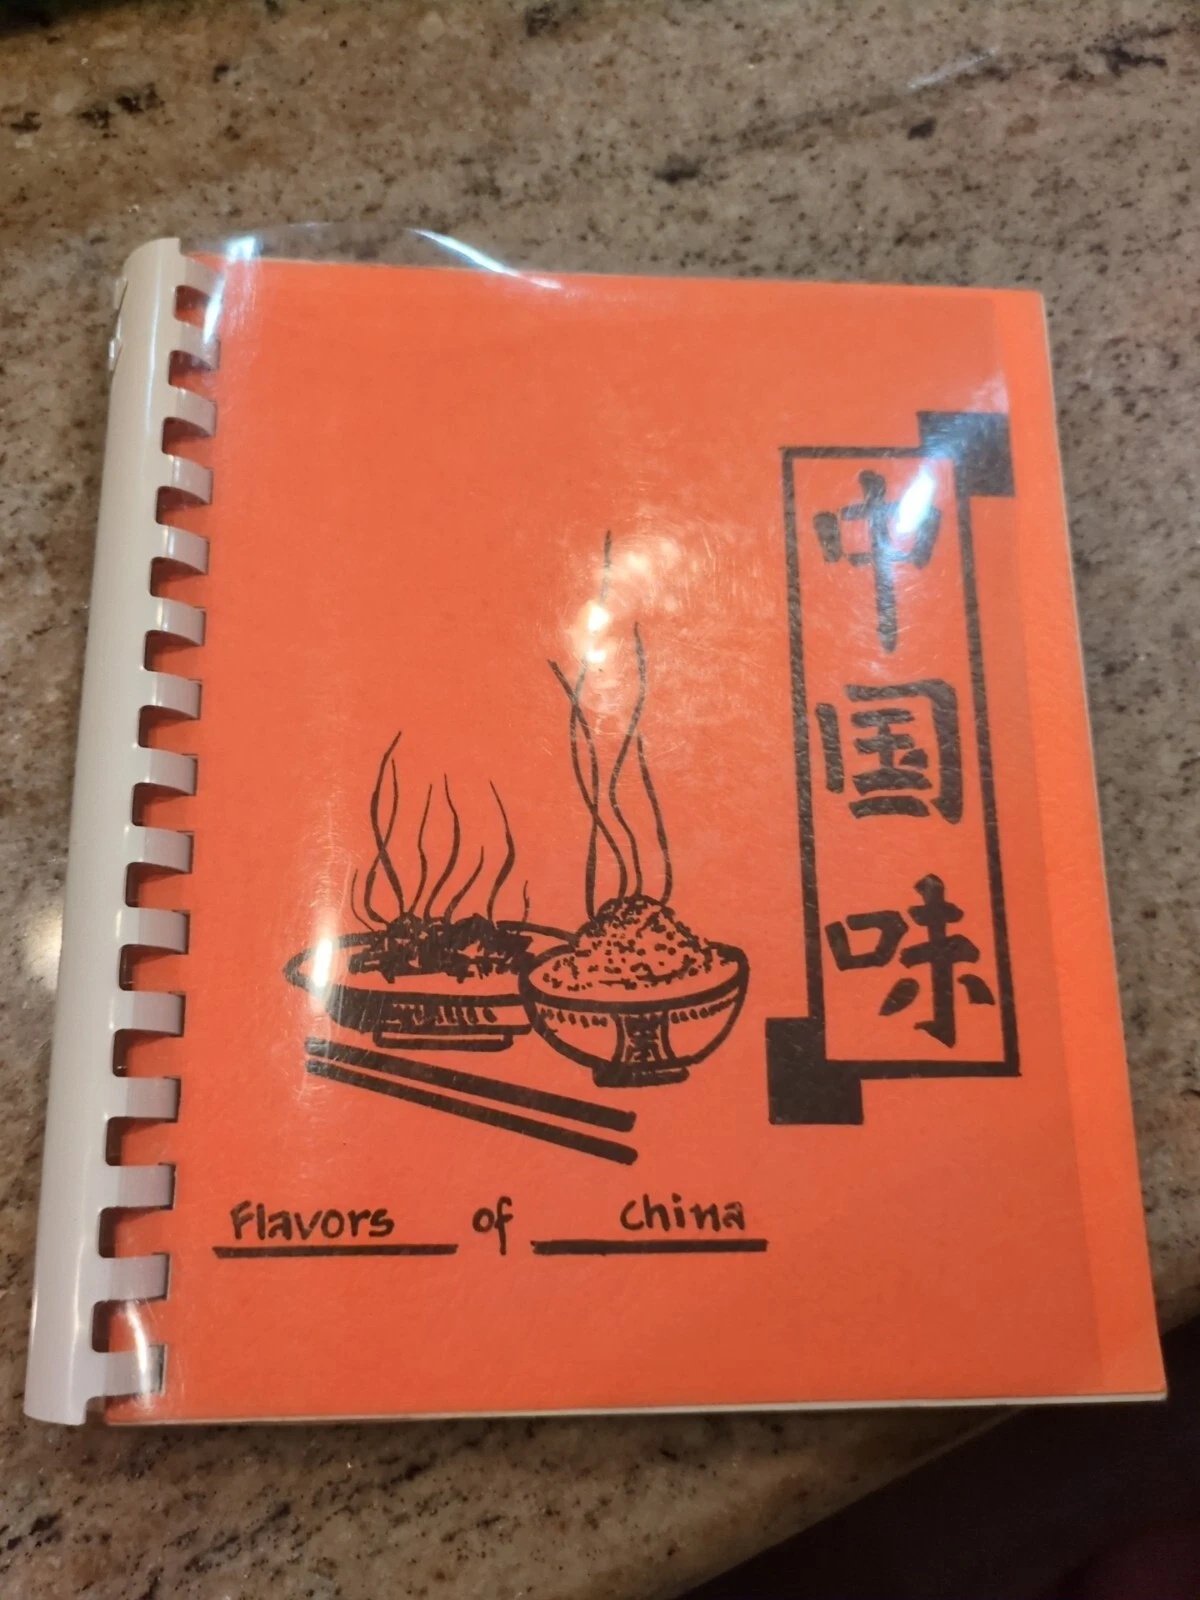 中国味
Flavors of China